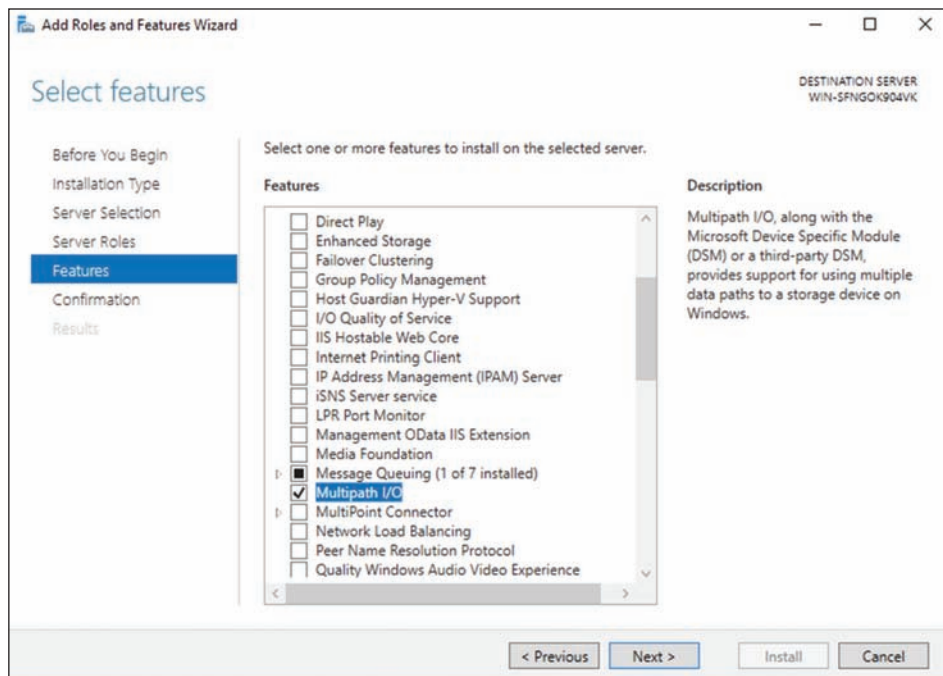 Add Roles and Features Wizard
Select features
DESTINATION SERVER
WIN-SFNGOK904VK
Before You Begin
Installation Type
Server Selection
Server Roles
Features
Confirmation
Results
Select one or more features to install on the selected server.
Features
Direct Play
Enhanced Storage
Failover Clustering
Group Policy Management
Host Guardian Hyper-V Support
I/O Quality of Service
IIS Hostable Web Core
Internet Printing Client
IP Address Management (IPAM) Server
iSNS Server service
LPR Port Monitor
Management OData IIS Extension
Media Foundation
Message Queuing (1 of 7 installed)
Multipath I/O
MultiPoint Connector
Network Load Balancing
Peer Name Resolution Protocol
Quality Windows Audio Video Experience
Description
Multipath I/O, along with the
Microsoft Device Specific Module
(DSM) or a third-party DSM,
provides support for using multiple
data paths to a storage device on
Windows.
< Previous
Next >
Install
Cancel